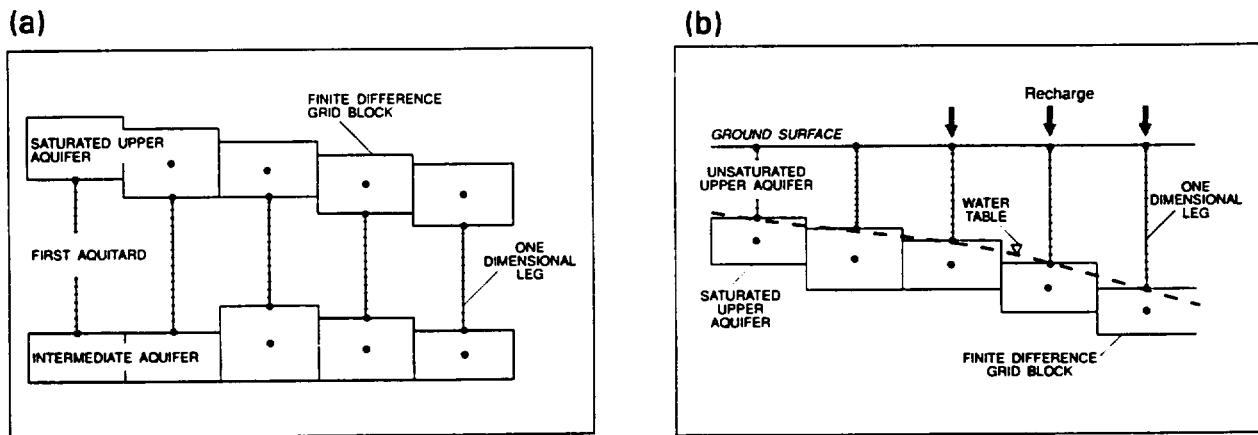 (a)
FINITE DIFFERENCE
GRID BLOCK
SATURATED UPPER
AQUIFER
FIRST AQUITARD
ONE
DIMENSIONAL
LEG
INTERMEDIATE AQUIFER
(b)
Recharge
GROUND SURFACE
UNSATURATED
UPPER AQUIFER
WATER
TABLE
ONE
DIMENSIONAL
LEG
SATURATED
UPPER
AQUIFER
FINITE DIFFERENCE
GRID BLOCK